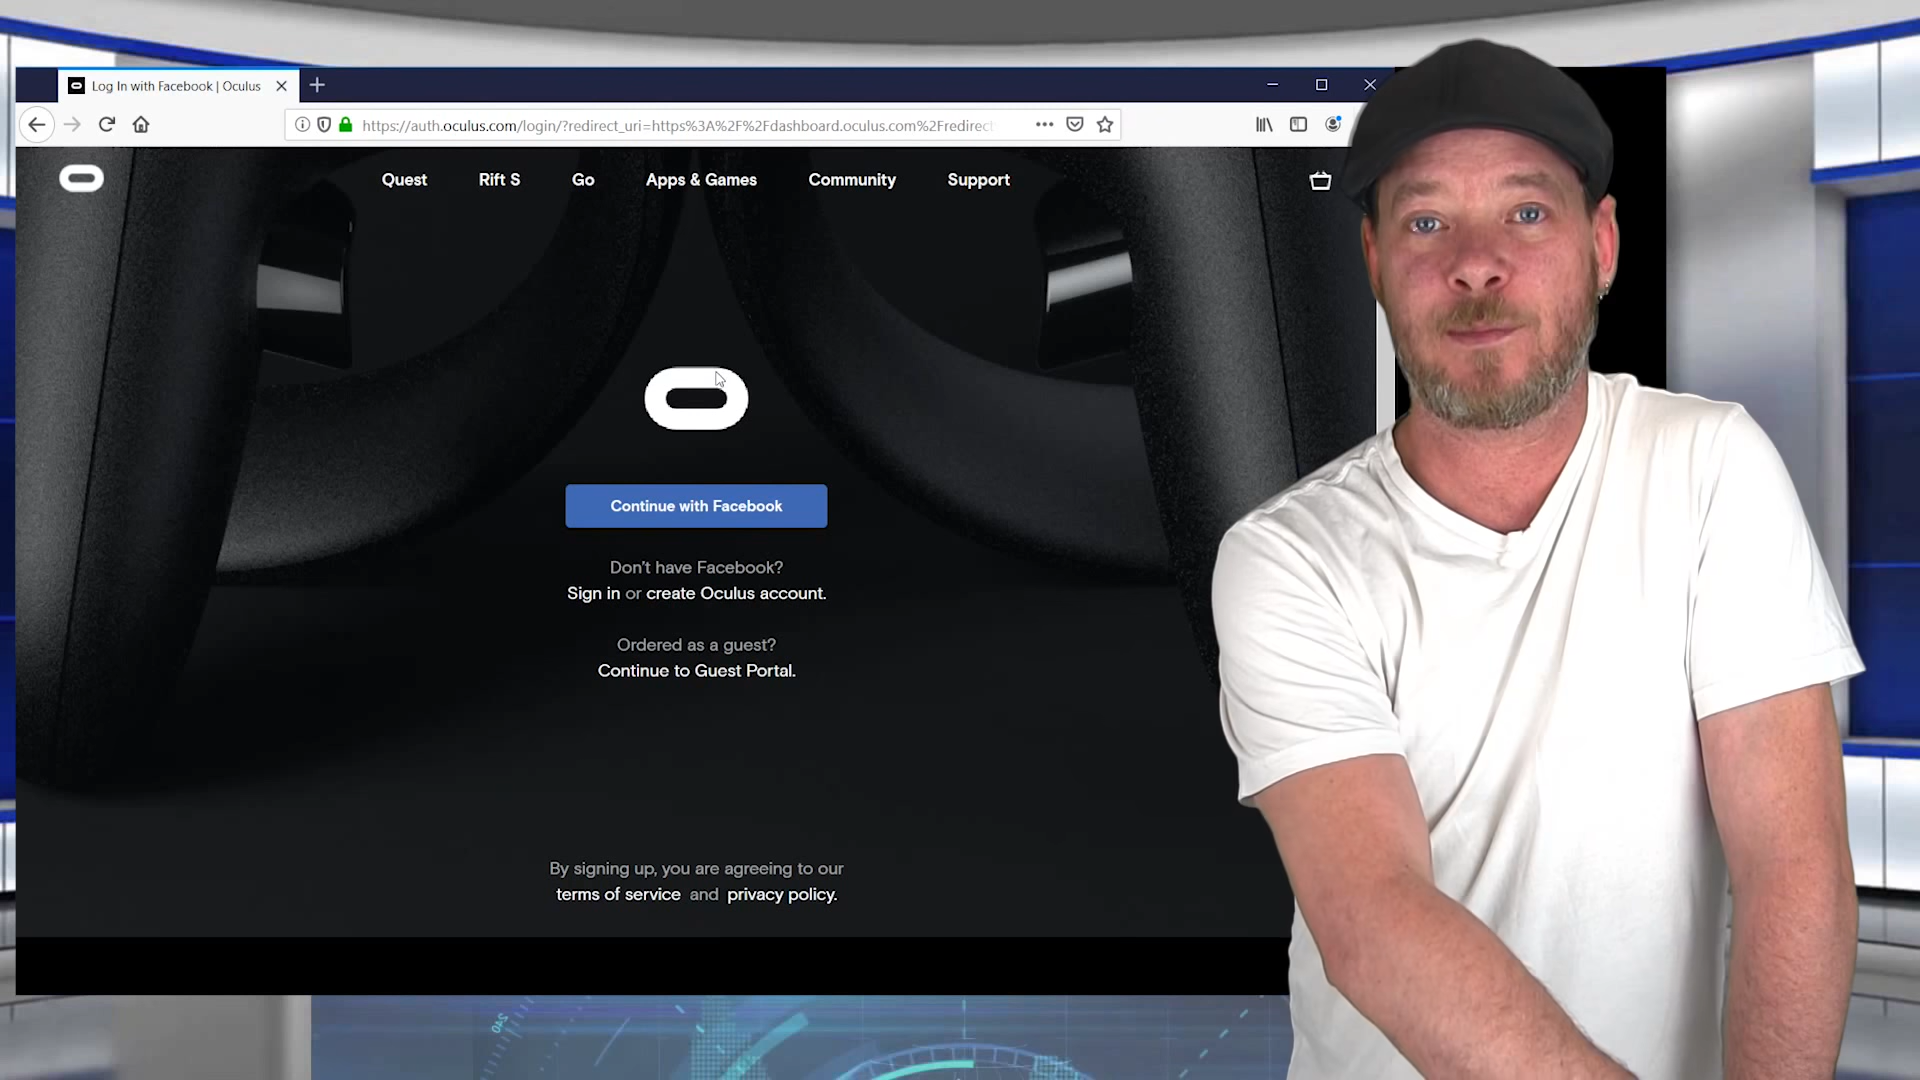 Log In with Facebook | Oculus
https://auth.oculus.com/login/?redirect_uri=https%3A%2F%2Fdashboard.oculus.com%2Fredirect
Quest Rift S Go Apps & Games Community Support
Continue with Facebook
Don't have Facebook?
Sign in or create Oculus account.
Ordered as a guest?
Continue to Guest Portal.
By signing up, you are agreeing to our
terms of service and privacy policy.
240